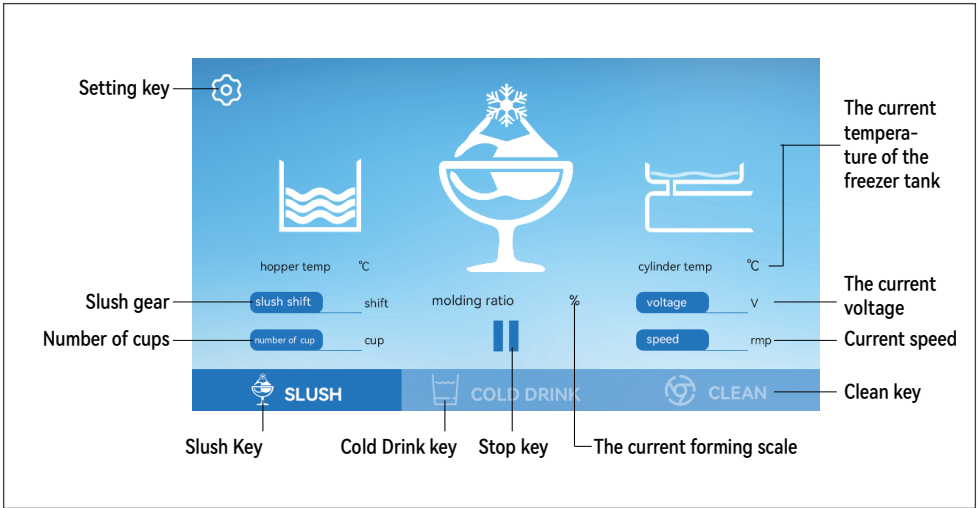 Setting key
The current
tempera-
ture of the
freezer tank
hopper temp °C
cylinder temp °C
Slush gear
slush shift shift
molding ratio %
voltage V
The current
voltage
Number of cups
number of cup cup
speed rmp
Current speed
SLUSH
COLD DRINK
CLEAN
Clean key
Slush Key
Cold Drink key
Stop key
The current forming scale